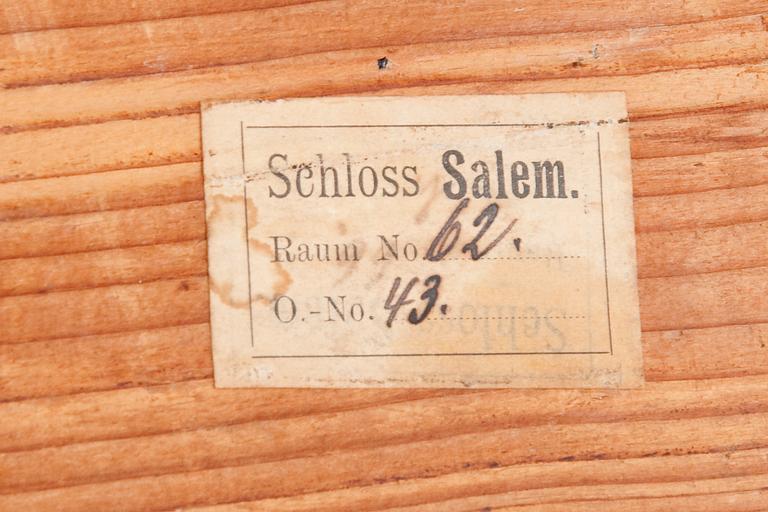 Schloss Salem.
Raum No. 62.
O.-No. 43.